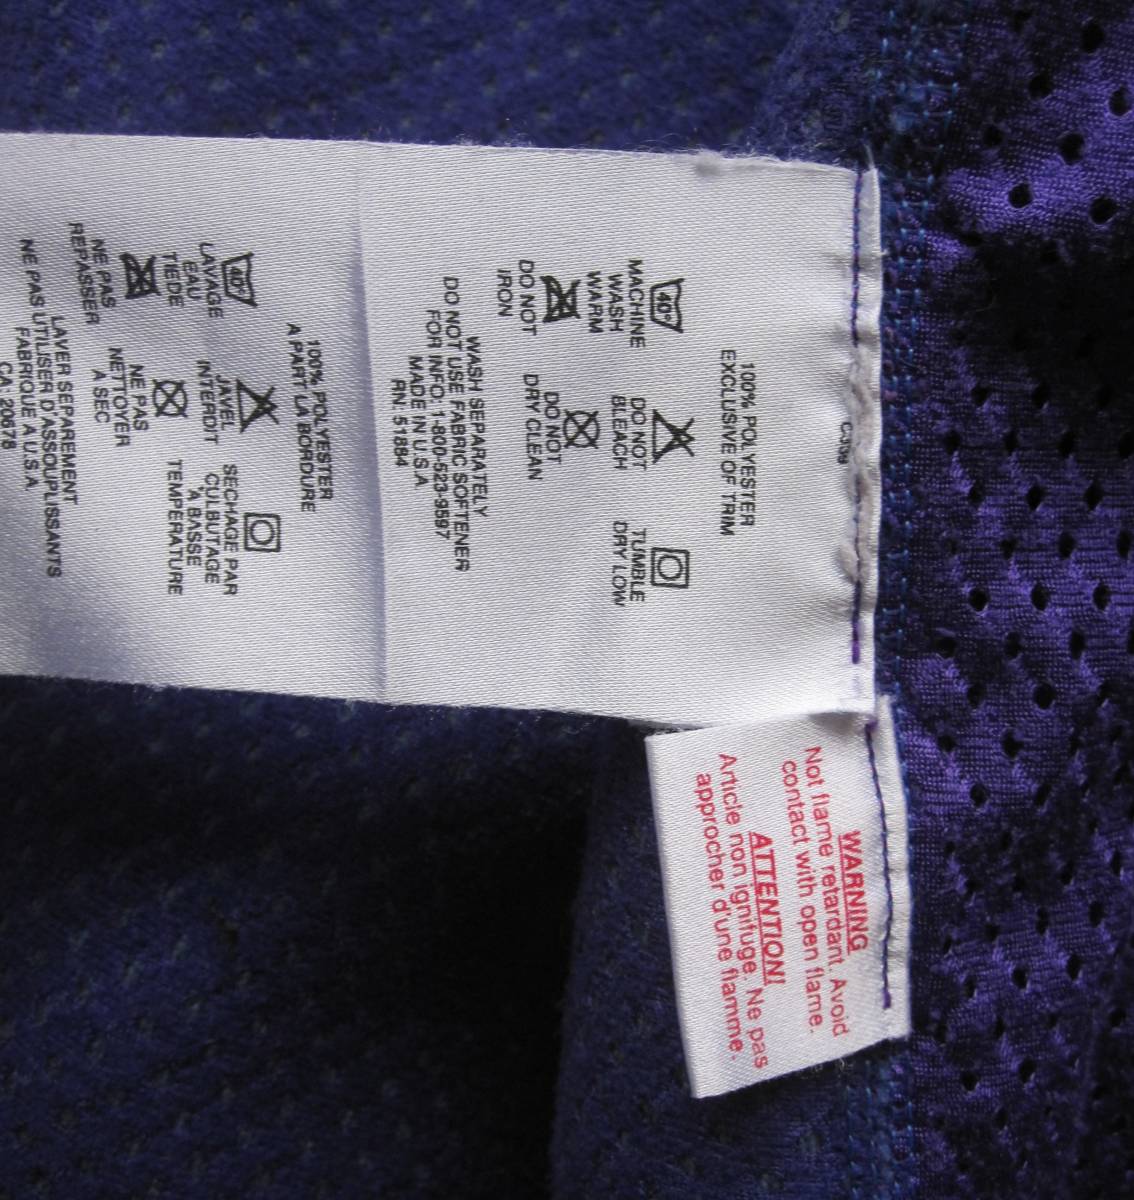 100% POLYESTER
EXCLUSIVE OF TRIM
40°
MACHINE
WASH
WARM
DO NOT
BLEACH
TUMBLE
DRY LOW
DO NOT
IRON
DO NOT
DRY CLEAN
WASH SEPARATELY
DO NOT USE FABRIC SOFTENER
FOR INFO. 1-800-523-9597
MADE IN U.S.A.
RN: 51884
100% POLYESTER
A PART LA BORDURE
40°
LAVAGE
EAU
TIEDE
JAVEL
INTERDIT
SECHAGE PAR
CULBUTAGE
A BASSE
TEMPERATURE
NE PAS
REPASSER
NE PAS
NETTOYER
A SEC
LAYER SEPAREMENT
NE PAS UTILISER D'ASSOUPLISSANTS
FABRIQUE A U.S.A.
CA: 20678
WARNING
Not flame retardant. Avoid
contact with open flame.
ATTENTION!
Article non ignifuge. Ne pas
approcher d'une flamme.